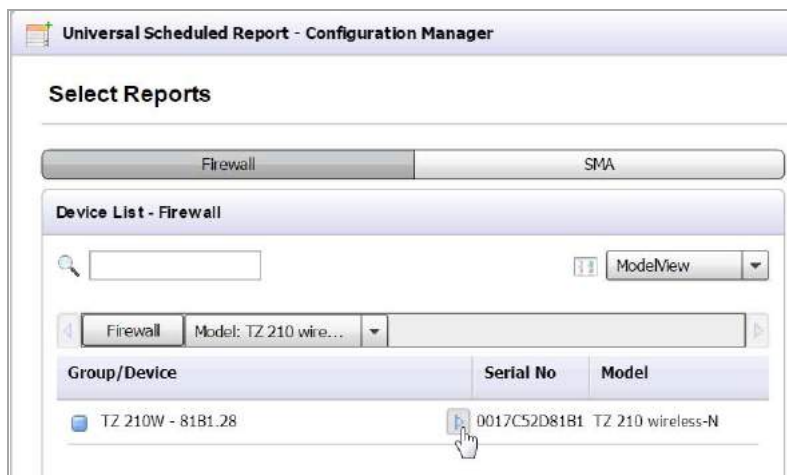 Universal Scheduled Report - Configuration Manager
Select Reports
Firewall SMA
Device List - Firewall
ModelView
Firewall Model: TZ 210 wire...
Group/Device Serial No Model
TZ 210W - 81B1.28 0017C52D81B1 TZ 210 wireless-N